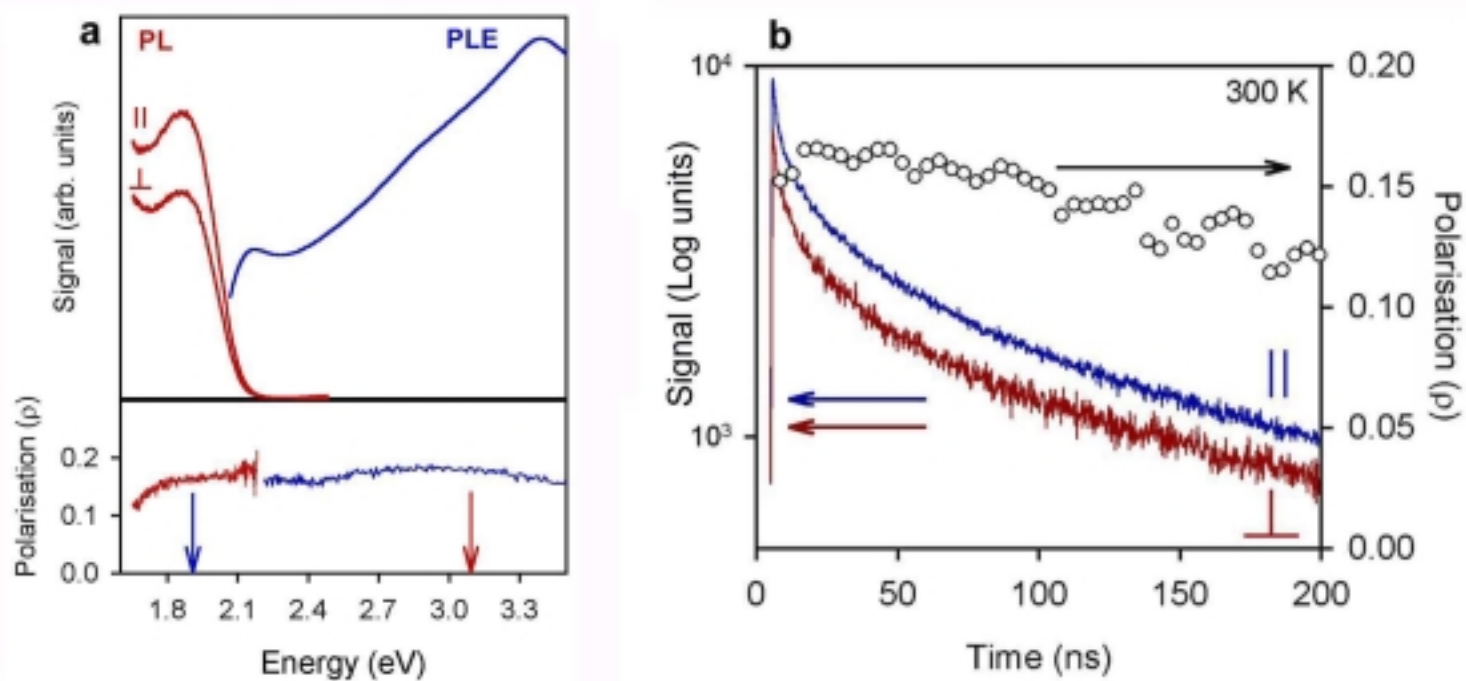 a
PL
PLE
||
⊥
Signal (arb. units)
Polarisation (ρ)
0.2
0.1
0.0
1.8 2.1 2.4 2.7 3.0 3.3
Energy (eV)
b
300 K
10⁴
10³
Signal (Log units)
0.20
0.15
0.10
0.05
0.00
Polarisation (ρ)
||
⊥
0 50 100 150 200
Time (ns)